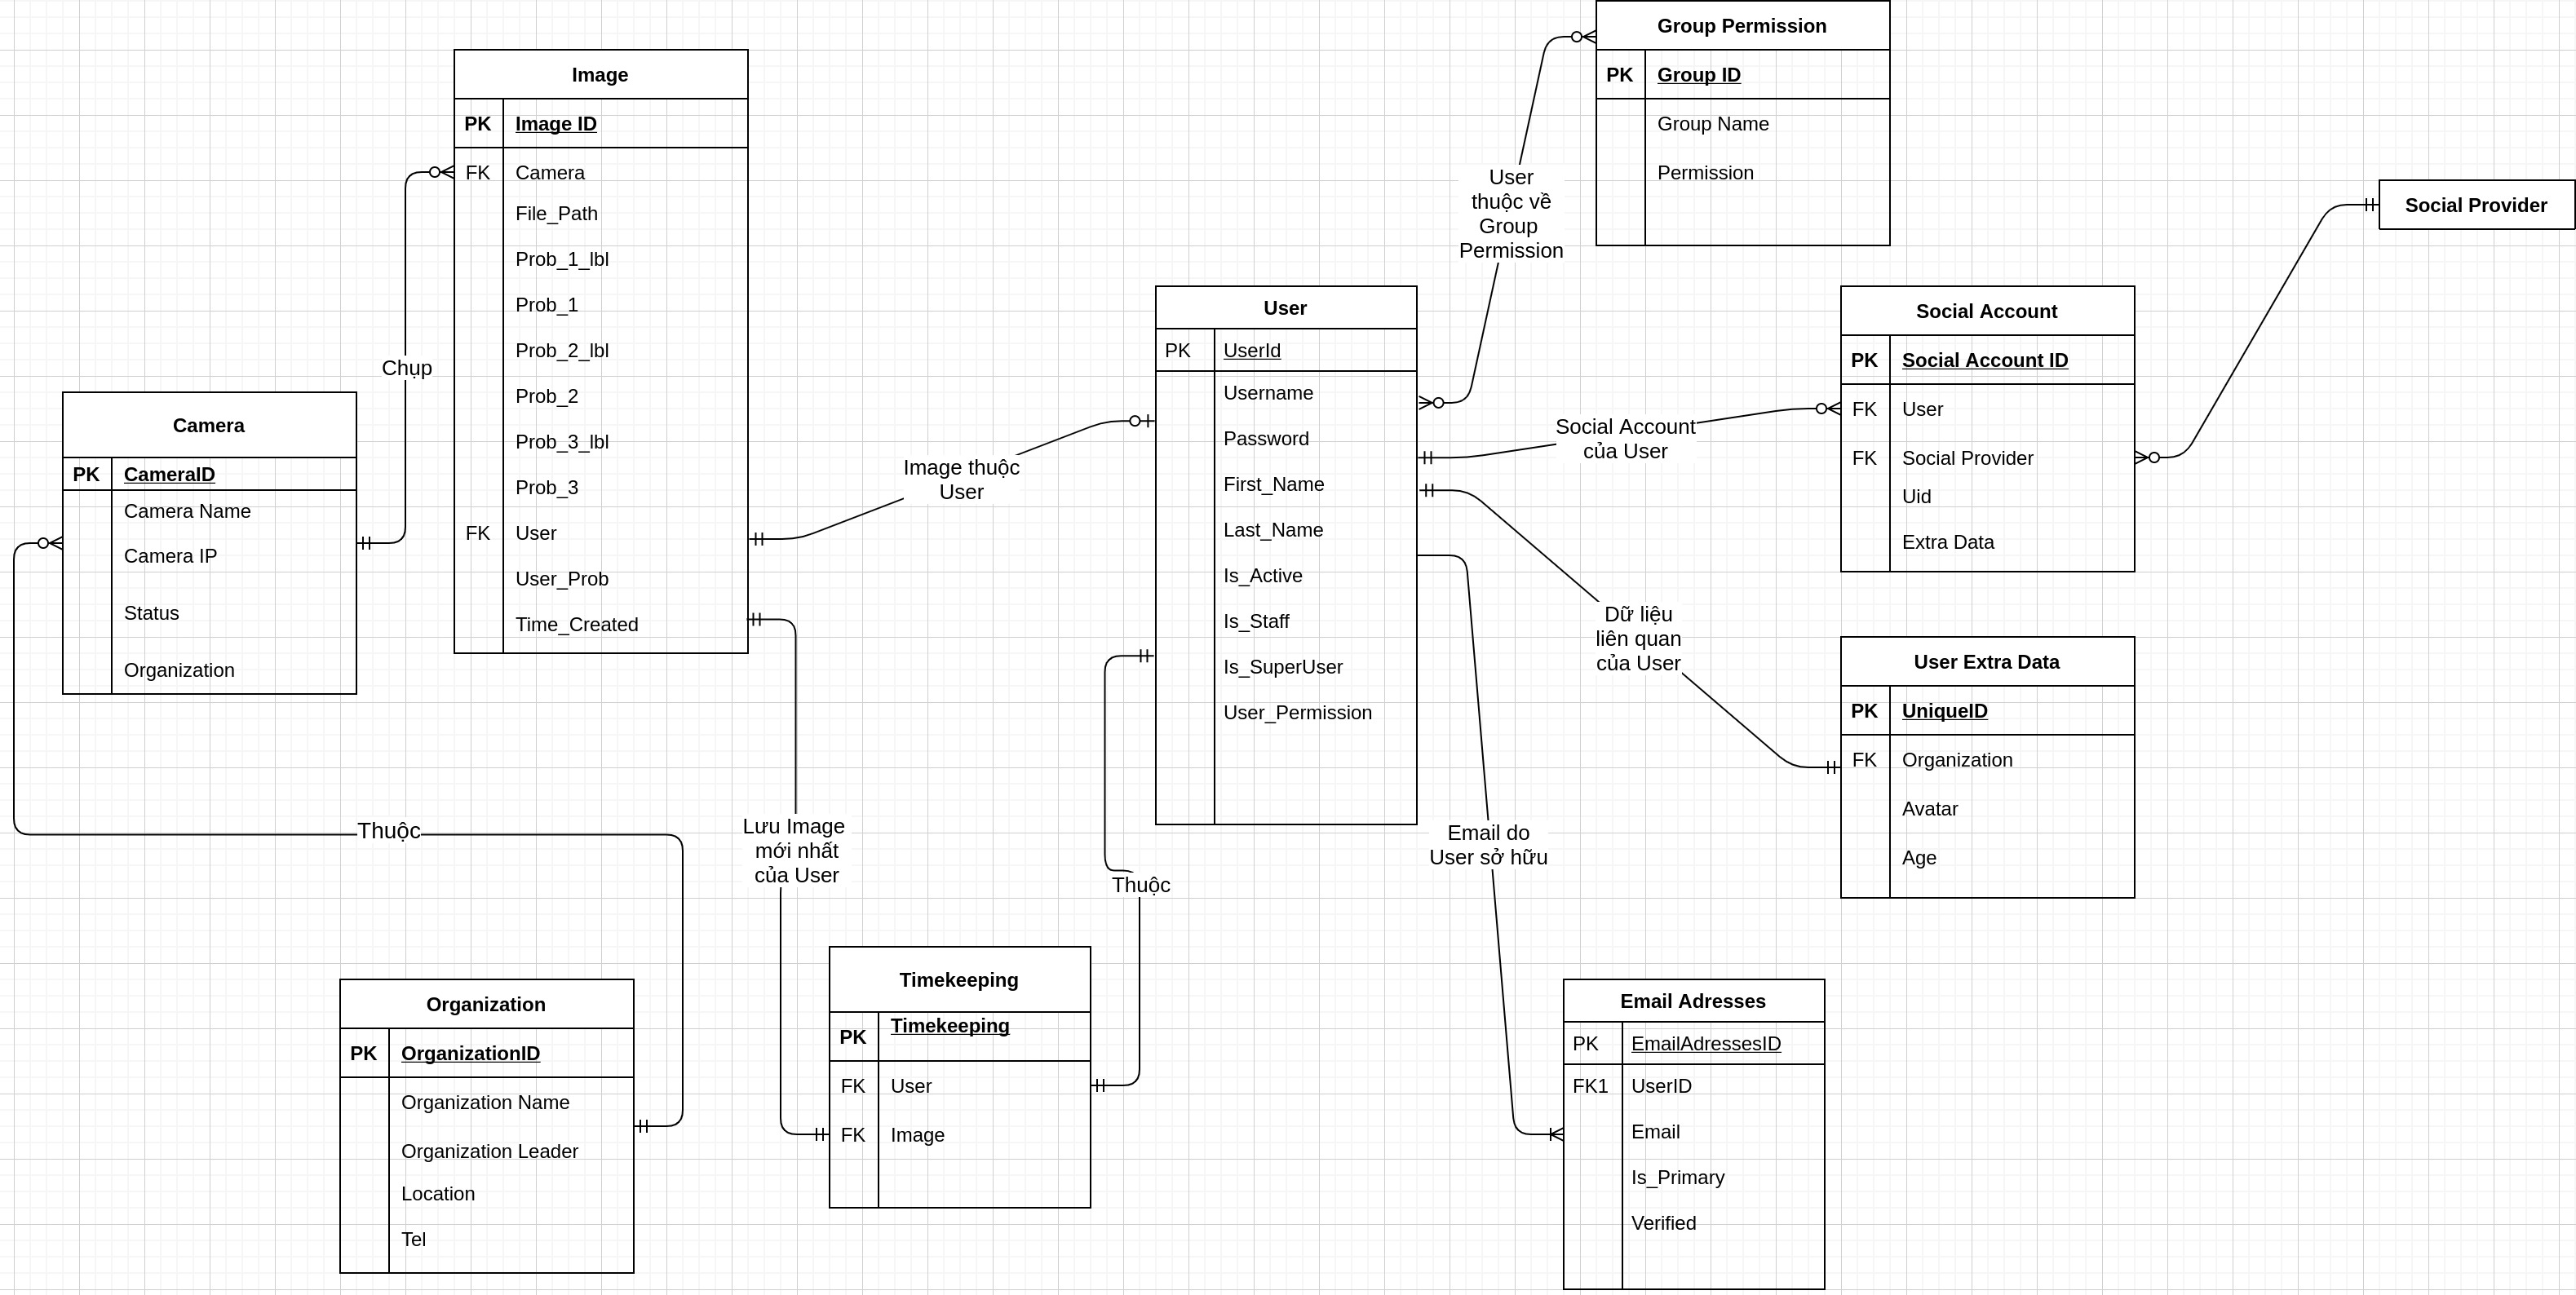 Group Permission
PK Group ID
Group Name
Permission
Image
PK Image ID
FK Camera
File_Path
Prob_1_lbl
Prob_1
Prob_2_lbl
Prob_2
Prob_3_lbl
Prob_3
FK User
User_Prob
Time_Created
User
thuộc về
Group
Permission
Social Provider
User
PK UserId
Username
Password
First_Name
Last_Name
Is_Active
Is_Staff
Is_SuperUser
User_Permission
Social Account
PK Social Account ID
FK User
FK Social Provider
Uid
Extra Data
Chụp
Camera
PK CameraID
Camera Name
Camera IP
Status
Organization
Image thuộc
User
Social Account
của User
Dữ liệu
liên quan
của User
User Extra Data
PK UniqueID
FK Organization
Avatar
Age
Thuộc
Lưu Image
mới nhất
của User
Email do
User sở hữu
Thuộc
Organization
PK OrganizationID
Organization Name
Organization Leader
Location
Tel
Timekeeping
PK Timekeeping
FK User
FK Image
Email Adresses
PK EmailAdressesID
FK1 UserID
Email
Is_Primary
Verified